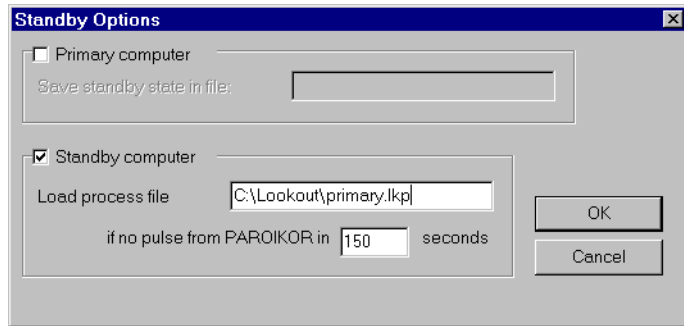 Standby Options
Primary computer
Save standby state in file:
Standby computer
Load process file C:\Lookout\primary.lkp
if no pulse from PAROIKOR in 150 seconds
OK
Cancel